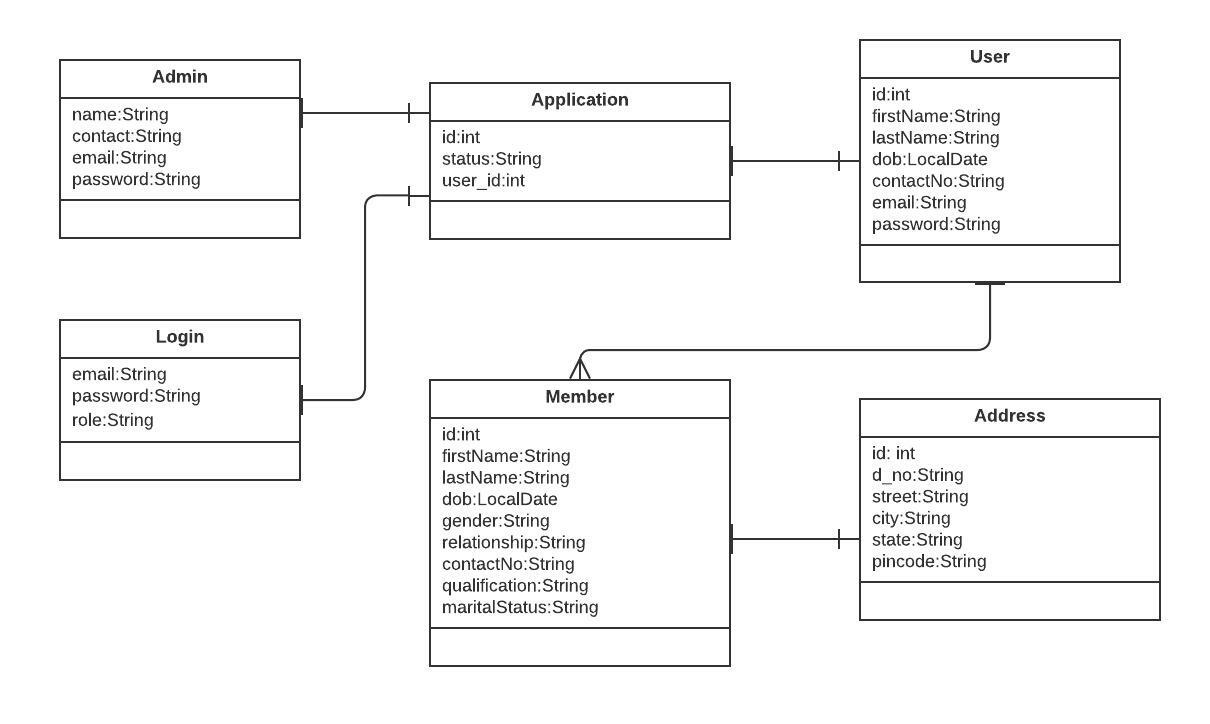 Admin
name:String
contact:String
email:String
password:String
Application
id:int
status:String
user_id:int
User
id:int
firstName:String
lastName:String
dob:LocalDate
contactNo:String
email:String
password:String
Login
email:String
password:String
role:String
Member
id:int
firstName:String
lastName:String
dob:LocalDate
gender:String
relationship:String
contactNo:String
qualification:String
maritalStatus:String
Address
id: int
d_no:String
street:String
city:String
state:String
pincode:String